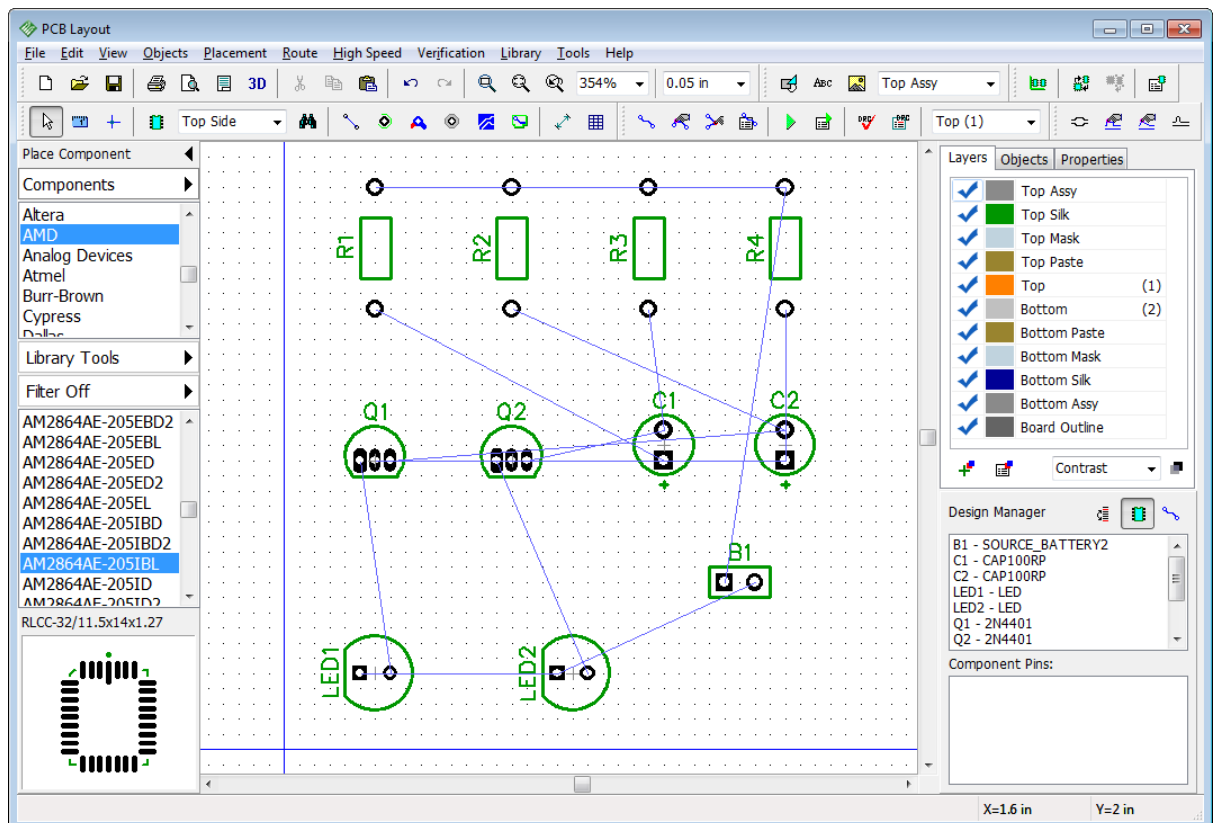 PCB Layout
File Edit View Objects Placement Route High Speed Verification Library Tools Help
3D 354% 0.05 in ABC Top Assy
Top Side DRC DRC Top (1)
Place Component
Components
Altera
AMD
Analog Devices
Atmel
Burr-Brown
Cypress
Dallas
Library Tools
Filter Off
AM2864AE-205EBD2
AM2864AE-205EBL
AM2864AE-205ED
AM2864AE-205ED2
AM2864AE-205EL
AM2864AE-205IBD
AM2864AE-205IBD2
AM2864AE-205IBL
AM2864AE-205ID
AM2864AE-205ID2
RLCC-32/11.5x14x1.27
R1 R2 R3 R4
Q1 Q2 C1 C2
+ +
B1
LED1 LED2
Layers Objects Properties
Top Assy
Top Silk
Top Mask
Top Paste
Top (1)
Bottom (2)
Bottom Paste
Bottom Mask
Bottom Silk
Bottom Assy
Board Outline
Contrast
Design Manager
B1 - SOURCE_BATTERY2
C1 - CAP100RP
C2 - CAP100RP
LED1 - LED
LED2 - LED
Q1 - 2N4401
Q2 - 2N4401
Component Pins:
X=1.6 in Y=2 in